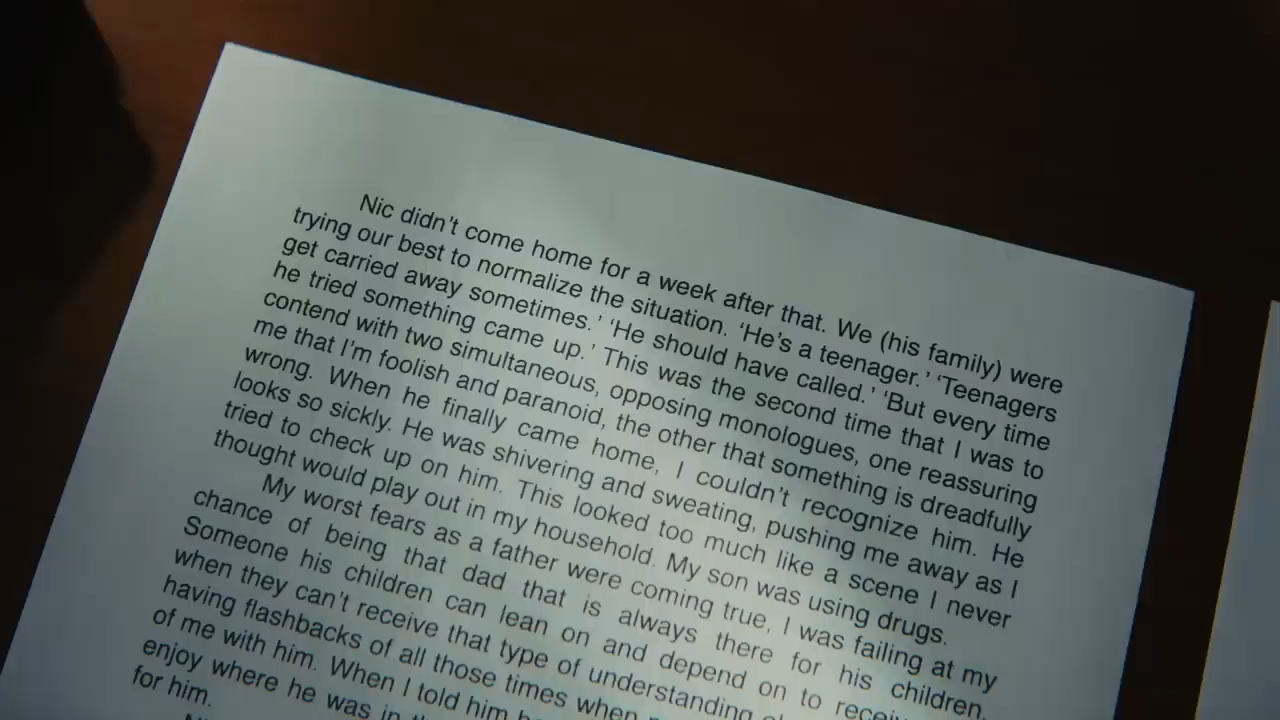 Nic didn't come home for a week after that. We (his family) were
trying our best to normalize the situation. 'He's a teenager.' 'Teenagers
get carried away sometimes.' 'He should have called.' 'But every time
he tried something came up.' This was the second time that I was to
contend with two simultaneous, opposing monologues, one reassuring
me that I'm foolish and paranoid, the other that something is dreadfully
wrong. When he finally came home, I couldn't recognize him. He
looks so sickly. He was shivering and sweating, pushing me away as I
tried to check up on him. This looked too much like a scene I never
thought would play out in my household. My son was using drugs.
My worst fears as a father were coming true, I was failing at my
chance of being that dad that is always there for his children.
Someone his children can lean on and depend on to
when they can't receive that type of understanding
having flashbacks of all those times when
of me with him. When I told him
enjoy where he was in
for him.